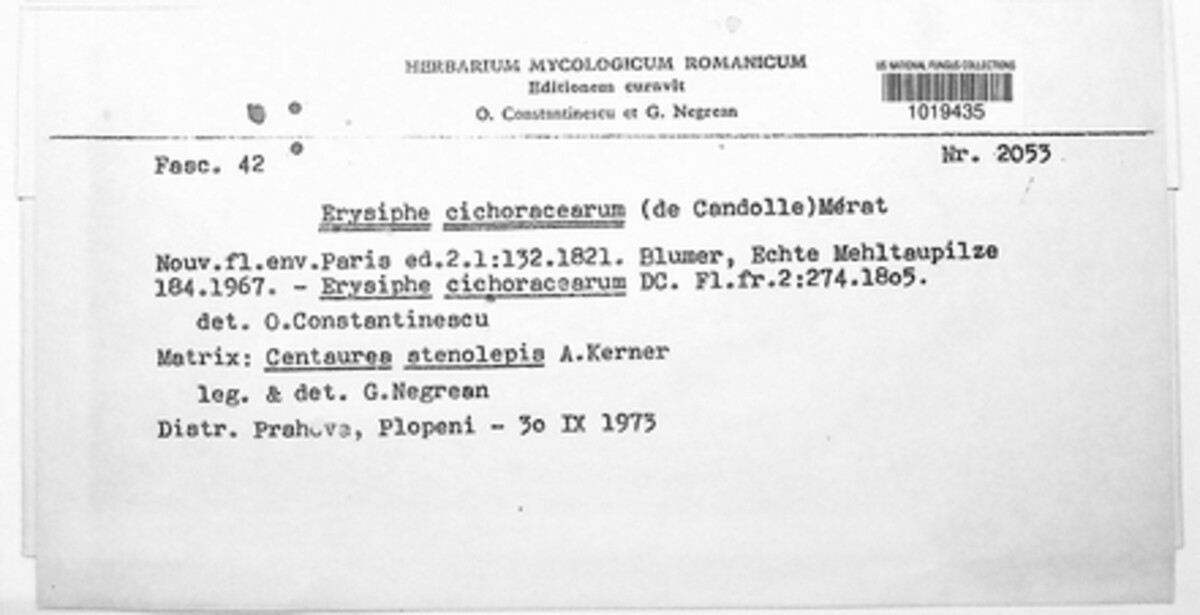 HERBARIUM MYCOLOGICUM ROMANICUM
Editionem curavit
O. Constantinescu et G. Negrean
US NATIONAL FUNGUS COLLECTIONS
1019435
Fasc. 42
Nr. 2053
Erysiphe cichoracearum (de Candolle)Mérat
Nouv.fl.env.Paris ed.2.1:132.1821. Blumer, Echte Mehltaupilze
184.1967. - Erysiphe cichoracearum DC. Fl.fr.2:274.18o5.
det. O.Constantinescu
Matrix: Centaurea stenolepis A.Kerner
leg. & det. G.Negrean
Distr. Prahova, Plopeni - 3o IX 1973